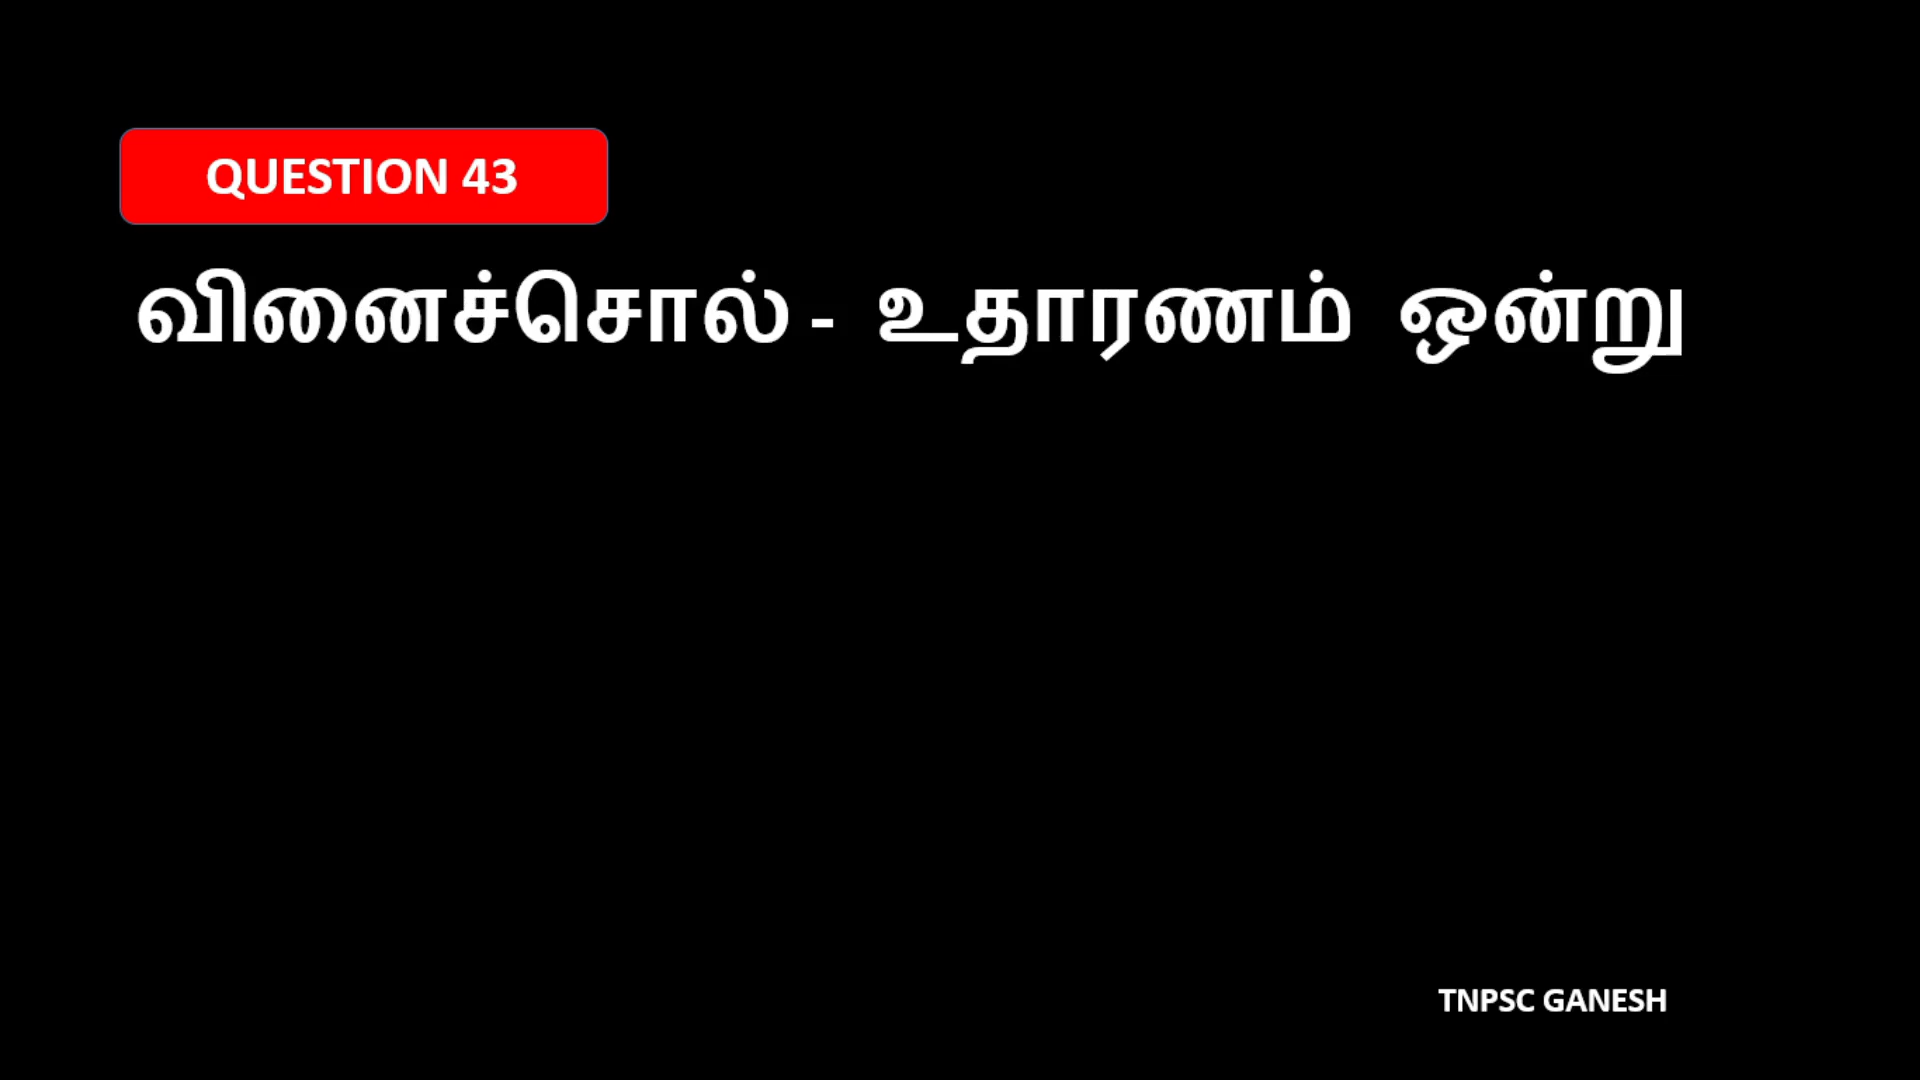 QUESTION 43
வினைச்சொல் - உதாரணம் ஒன்று
TNPSC GANESH